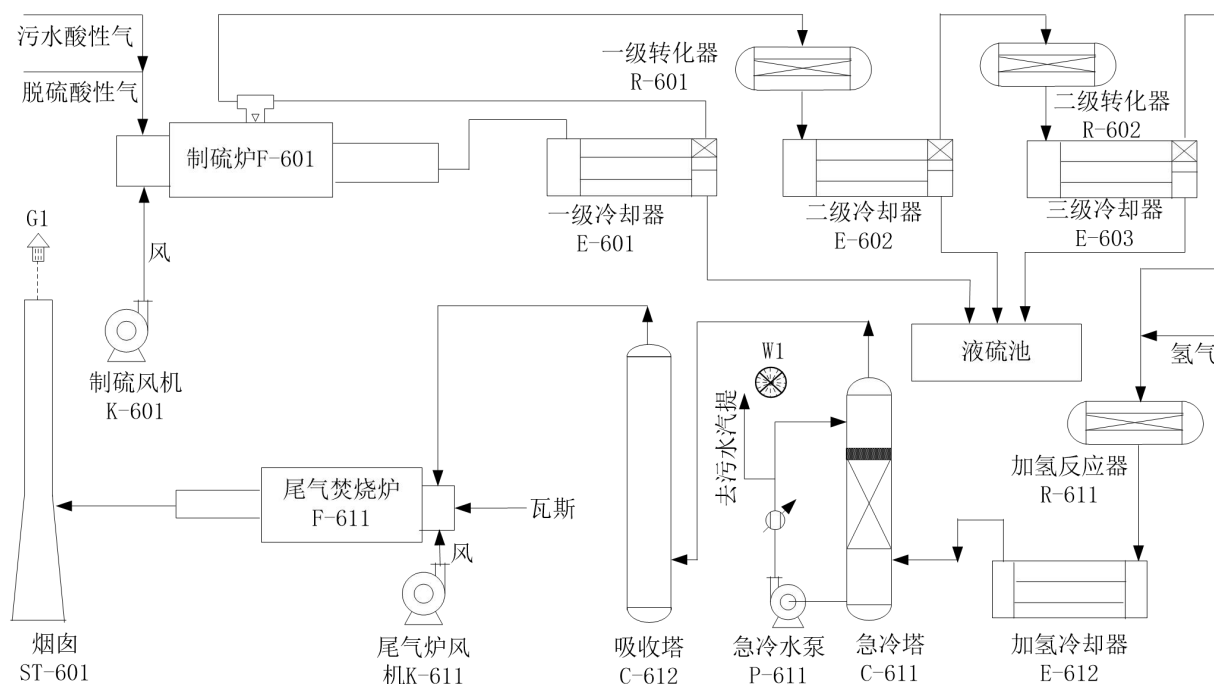 污水酸性气
脱硫酸性气
制硫炉F-601
一级转化器
R-601
二级转化器
R-602
一级冷却器
E-601
二级冷却器
E-602
三级冷却器
E-603
G1
风
制硫风机
K-601
液硫池
氢气
W1
去污水汽提
加氢反应器
R-611
尾气焚烧炉
F-611
瓦斯
风
烟囱
ST-601
尾气炉风
机K-611
吸收塔
C-612
急冷水泵
P-611
急冷塔
C-611
加氢冷却器
E-612